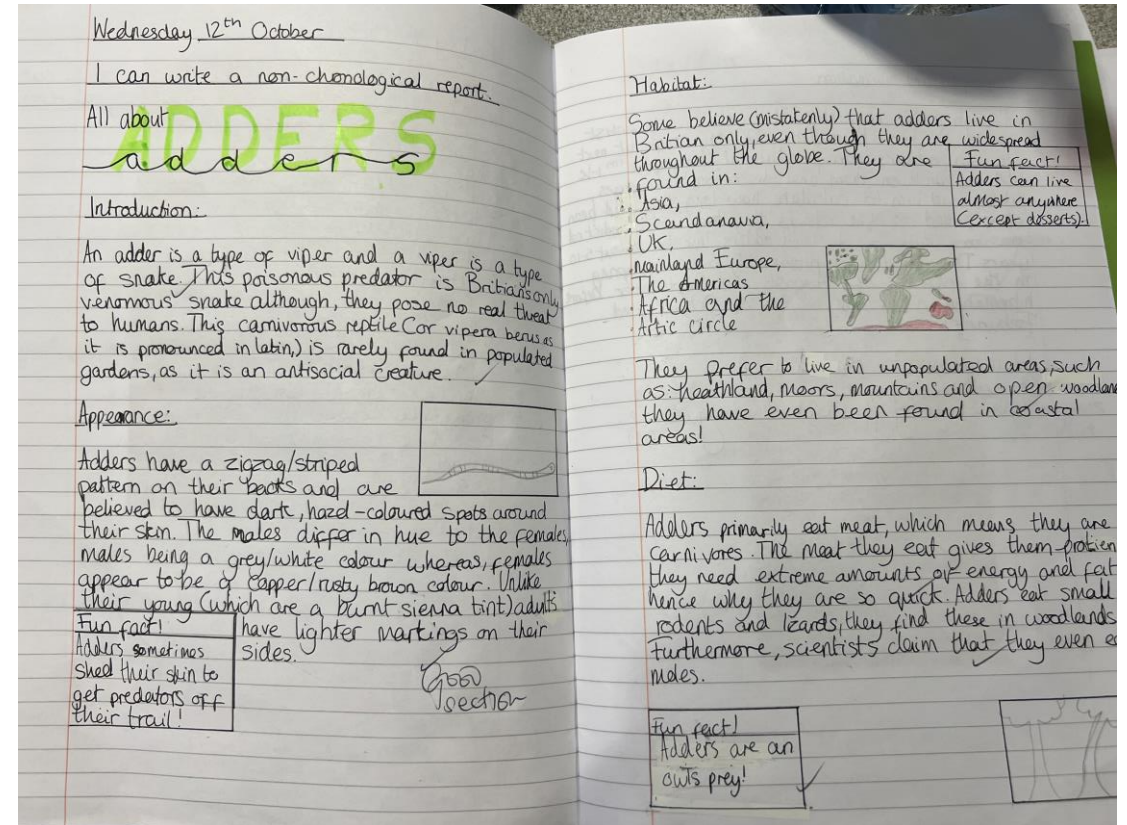 Wednesday 12th October
I can write a non-chonological report.
All about
ADDERS
adders
Introduction:
An adder is a type of viper and a viper is a type
of snake. This poisonous predator is Britians only
venomous snake although, they pose no real threat
to humans. This carnivorous reptile (or vipera berus as
it is pronounced in latin,) is rarely found in populated
gardens, as it is an antisocial creature.
Appearance:
Adders have a zigzag/striped
pattern on their backs and are
believed to have dark, hazel-coloured spots around
their skin. The males differ in hue to the females,
males being a grey/white colour whereas, females
appear to be a capper/rusty brown colour. Unlike
their young (which are a burnt sienna tint) adults
have lighter markings on their
sides.
Fun fact!
Adders sometimes
shed their skin to
get predators off
their trail!
Good
section
Habitat:
Some believe (mistakenly) that adders live in
Britian only, even though they are widespread
throughout the globe. They are
found in:
Asia,
Scandanavia,
UK,
Mainland Europe,
The Americas
Africa and the
Artic circle
Fun fact!
Adders can live
almost anywhere
(except desserts).
They prefer to live in unpopulated areas, such
as: heathland, moors, mountains and open woodland
they have even been found in coastal
areas!
Diet:
Adders primarily eat meat, which means they are
carnivores. The meat they eat gives them protien
they need extreme amounts of energy and fat
hence why they are so quick. Adders eat small
rodents and lizards, they find these in woodlands
Furthermore, scientists claim that they even
moles.
Fun fact!
Adders are an
owls prey!